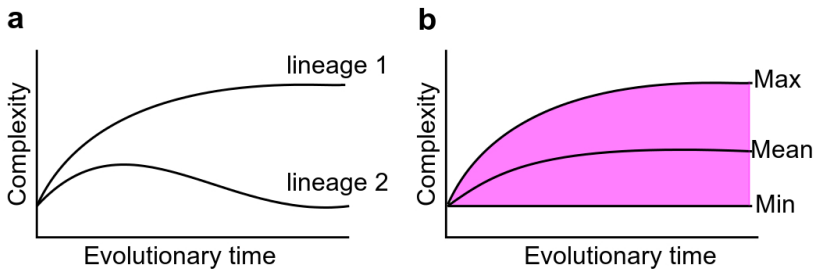 a
lineage 1
lineage 2
Complexity
Evolutionary time
b
Max
Mean
Min
Complexity
Evolutionary time